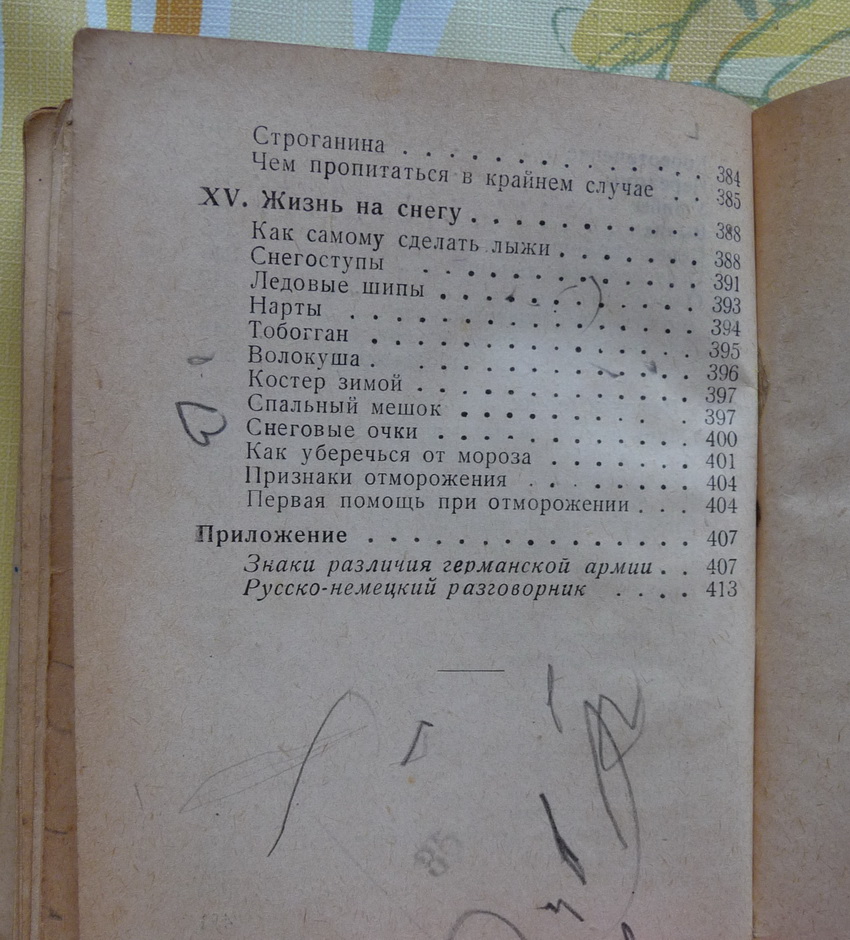 Строганина . . . . . . . . . . . . . 384
Чем пропитаться в крайнем случае . . 385
XV. Жизнь на снегу . . . . . . . . . . 388
Как самому сделать лыжи . . . . . . . 388
Снегоступы . . . . . . . . . . . . 391
Ледовые шипы . . . . . . . . . . . 393
Нарты . . . . . . . . . . . . . . . 394
Тобогган . . . . . . . . . . . . . . 395
Волокуша . . . . . . . . . . . . . 396
Костер зимой . . . . . . . . . . . . 397
Спальный мешок . . . . . . . . . . 397
Снеговые очки . . . . . . . . . . . 400
Как уберечься от мороза . . . . . . . 401
Признаки отморожения . . . . . . . . 404
Первая помощь при отморожении . . . 404
Приложение . . . . . . . . . . . . . . . 407
Знаки различия германской армии . . 407
Русско-немецкий разговорник . . . . 413